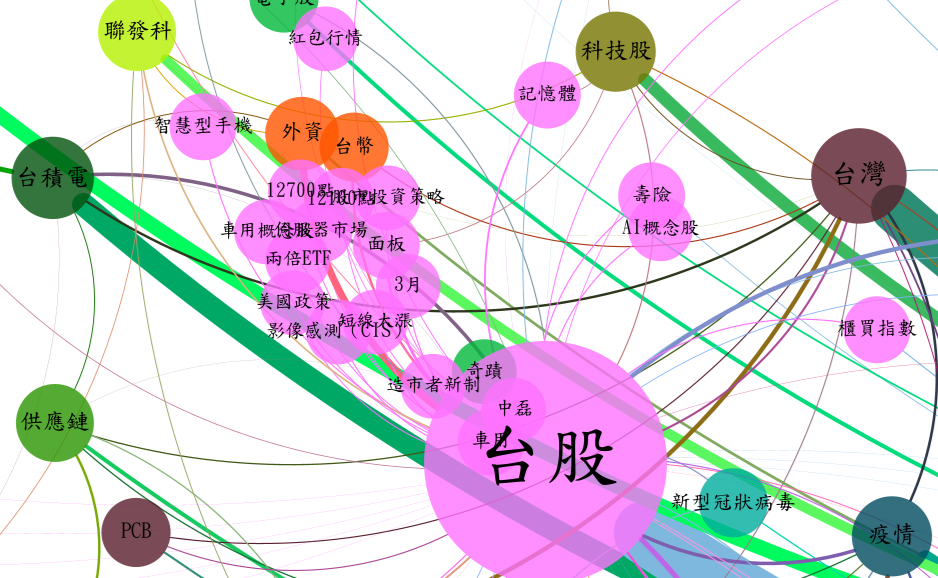 電子股
聯發科
紅包行情
科技股
記憶體
智慧型手機
外資
台幣
台積電
台灣
12700點
投資策略
壽險
車用概念股
伺服器市場
AI概念股
面板
兩倍ETF
3月
美國政策
短線大漲
影像感測（CIS）
櫃買指數
奇蹟
造市者新制
中磊
供應鏈
車用
台股
新型冠狀病毒
PCB
疫情